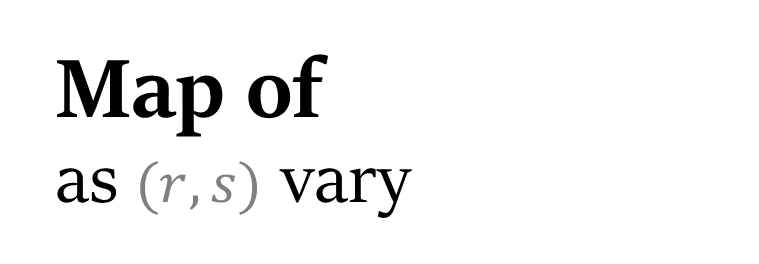 Map of
as (r, s) vary